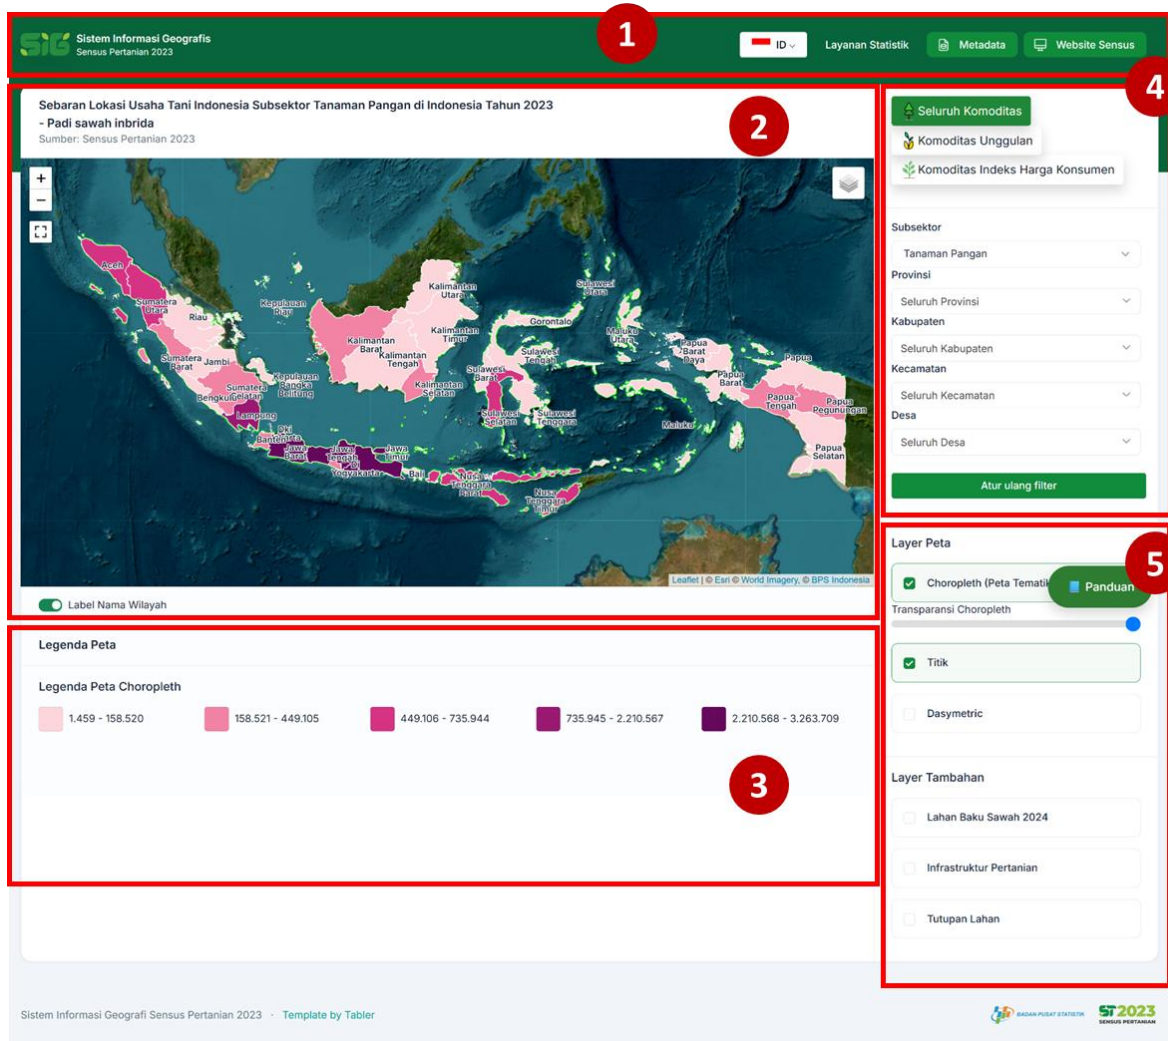 SiG
Sistem Informasi Geografis
Sensus Pertanian 2023
1
ID
Layanan Statistik
Metadata
Website Sensus
Sebaran Lokasi Usaha Tani Indonesia Subsektor Tanaman Pangan di Indonesia Tahun 2023
- Padi sawah inbrida
Sumber: Sensus Pertanian 2023
2
+
−
Aceh
Sumatera
Utara
Riau
Kepulauan
Riau
Sumatera
Barat
Jambi
Kepulauan
Bangka
Belitung
Sumatera
Selatan
Bengkulu
Lampung
Dki
Jakarta
Banten
Jawa
Barat
Jawa
Tengah
Di
Yogyakarta
Jawa
Timur
Bali
Nusa
Tenggara
Barat
Nusa
Tenggara
Timur
Kalimantan
Utara
Kalimantan
Barat
Kalimantan
Timur
Kalimantan
Tengah
Kalimantan
Selatan
Sulawesi
Utara
Gorontalo
Sulawesi
Tengah
Sulawesi
Barat
Sulawesi
Selatan
Sulawesi
Tenggara
Maluku
Utara
Maluku
Papua
Barat
Daya
Papua
Barat
Papua
Papua
Tengah
Papua
Pegunungan
Papua
Selatan
Leaflet | © Esri © World Imagery, © BPS Indonesia
Label Nama Wilayah
Legenda Peta
Legenda Peta Choropleth
1.459 - 158.520
158.521 - 449.105
449.106 - 735.944
735.945 - 2.210.567
2.210.568 - 3.263.709
3
4
Seluruh Komoditas
Komoditas Unggulan
Komoditas Indeks Harga Konsumen
Subsektor
Tanaman Pangan
Provinsi
Seluruh Provinsi
Kabupaten
Seluruh Kabupaten
Kecamatan
Seluruh Kecamatan
Desa
Seluruh Desa
Atur ulang filter
5
Layer Peta
Choropleth (Peta Temati
Panduan
Transparansi Choropleth
Titik
Dasymetric
Layer Tambahan
Lahan Baku Sawah 2024
Infrastruktur Pertanian
Tutupan Lahan
Sistem Informasi Geografi Sensus Pertanian 2023 · Template by Tabler
BADAN PUSAT STATISTIK
ST2023
SENSUS PERTANIAN